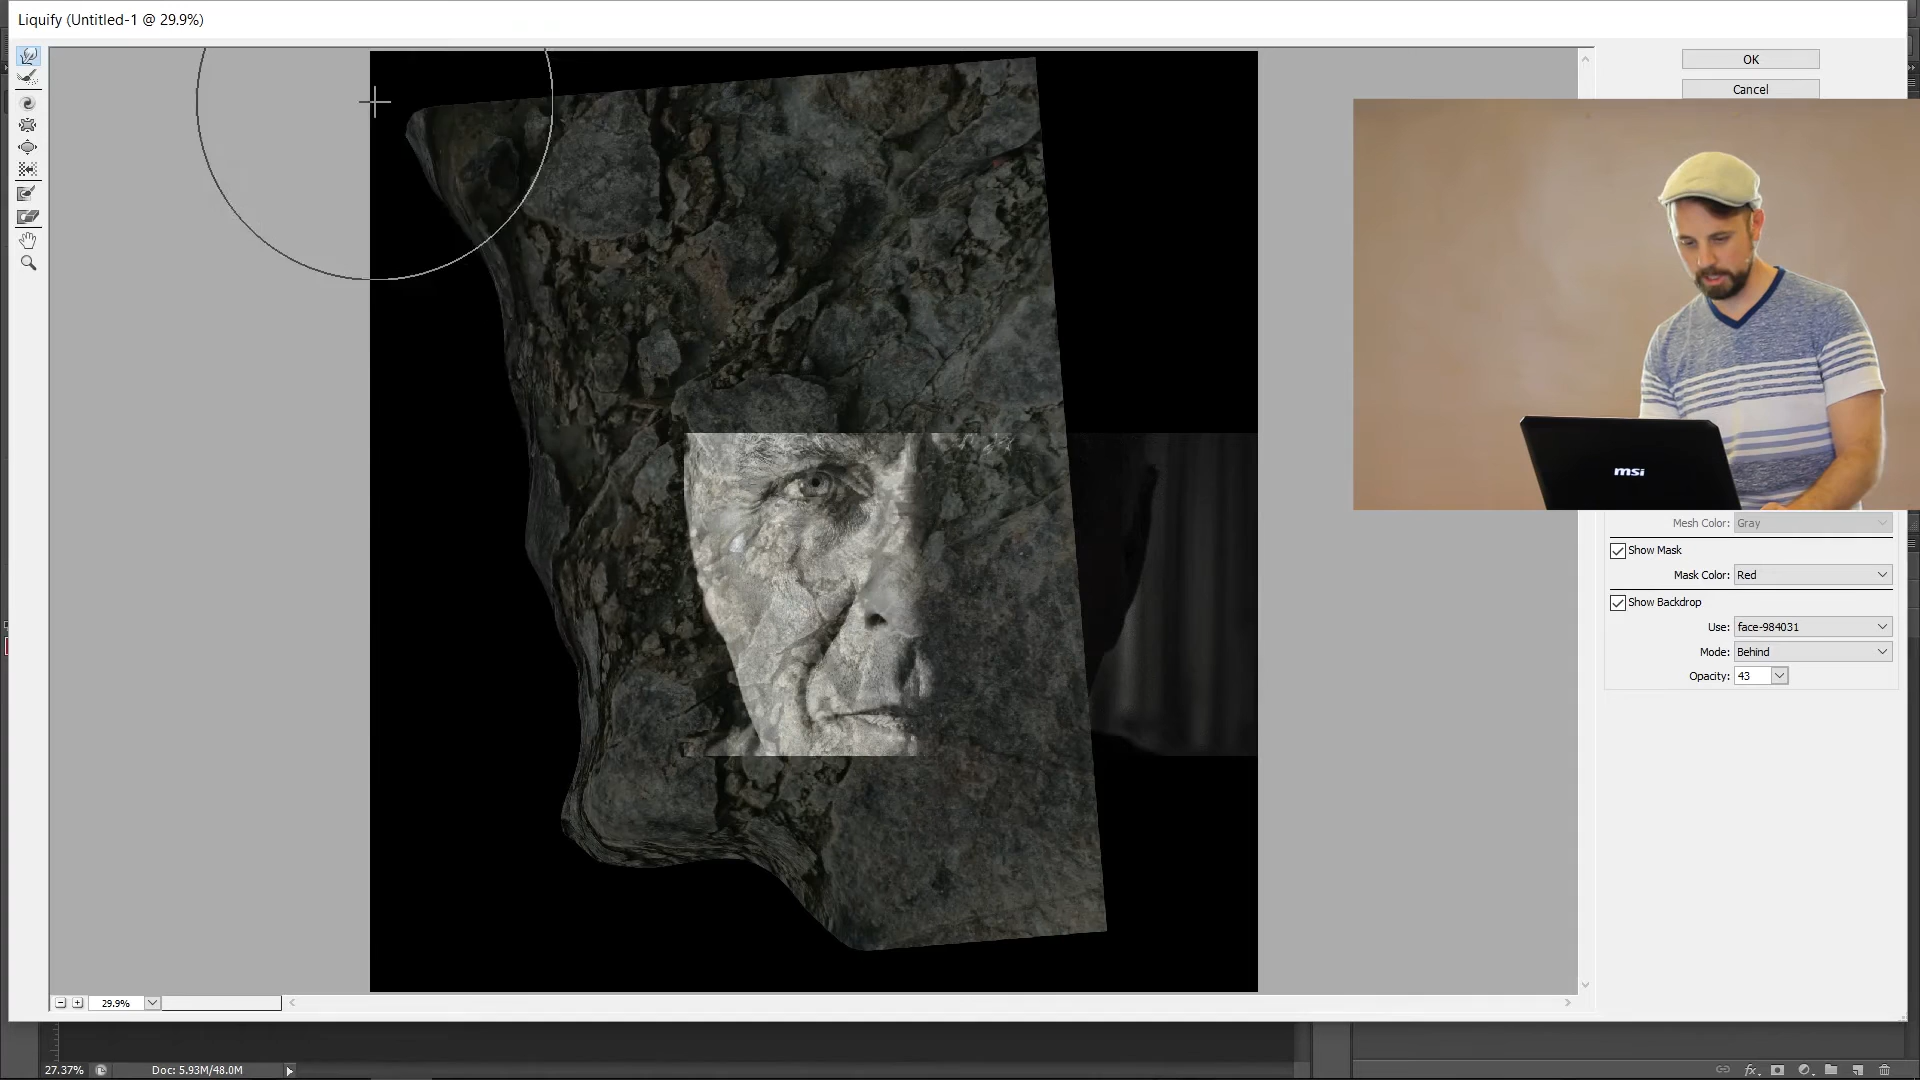 Liquify (Untitled-1 @ 29.9%)
OK
Cancel
msi
Mesh Color: Gray
Show Mask
Mask Color: Red
Show Backdrop
Use: face-984031
Mode: Behind
Opacity: 43
29.9%
27.37% Doc: 5.93M/48.0M
fx